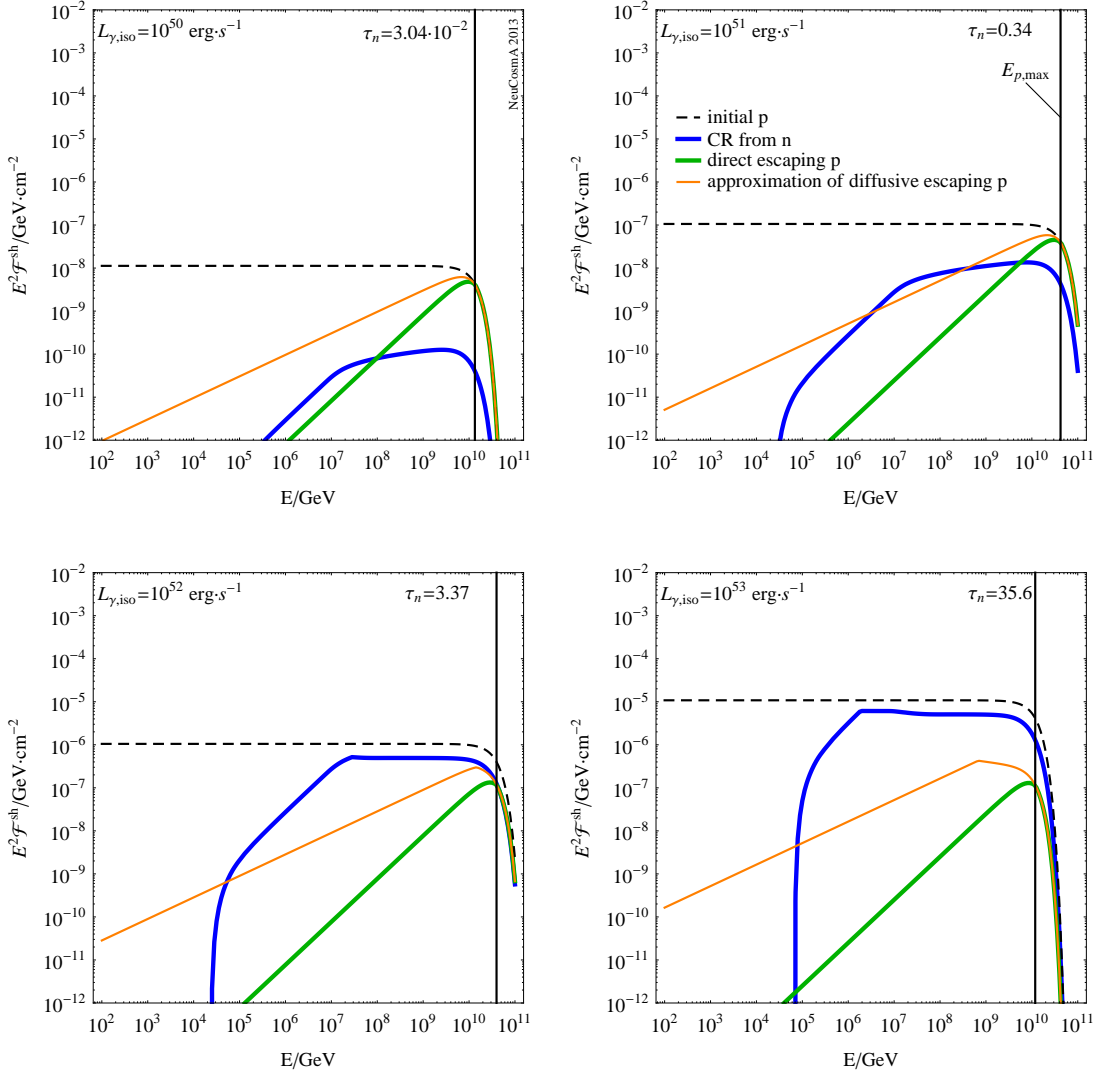 L_γ,iso=10^50 erg·s^−1
τ_n=3.04·10^−2
NeuCosmA 2013
10^−2
10^−3
10^−4
10^−5
10^−6
10^−7
10^−8
10^−9
10^−10
10^−11
10^−12
E^2ℱ^sh/GeV·cm^−2
10^2 10^3 10^4 10^5 10^6 10^7 10^8 10^9 10^10 10^11
E/GeV
L_γ,iso=10^51 erg·s^−1
τ_n=0.34
E_p,max
initial p
CR from n
direct escaping p
approximation of diffusive escaping p
10^−2
10^−3
10^−4
10^−5
10^−6
10^−7
10^−8
10^−9
10^−10
10^−11
10^−12
E^2ℱ^sh/GeV·cm^−2
10^2 10^3 10^4 10^5 10^6 10^7 10^8 10^9 10^10 10^11
E/GeV
L_γ,iso=10^52 erg·s^−1
τ_n=3.37
10^−2
10^−3
10^−4
10^−5
10^−6
10^−7
10^−8
10^−9
10^−10
10^−11
10^−12
E^2ℱ^sh/GeV·cm^−2
10^2 10^3 10^4 10^5 10^6 10^7 10^8 10^9 10^10 10^11
E/GeV
L_γ,iso=10^53 erg·s^−1
τ_n=35.6
10^−2
10^−3
10^−4
10^−5
10^−6
10^−7
10^−8
10^−9
10^−10
10^−11
10^−12
E^2ℱ^sh/GeV·cm^−2
10^2 10^3 10^4 10^5 10^6 10^7 10^8 10^9 10^10 10^11
E/GeV